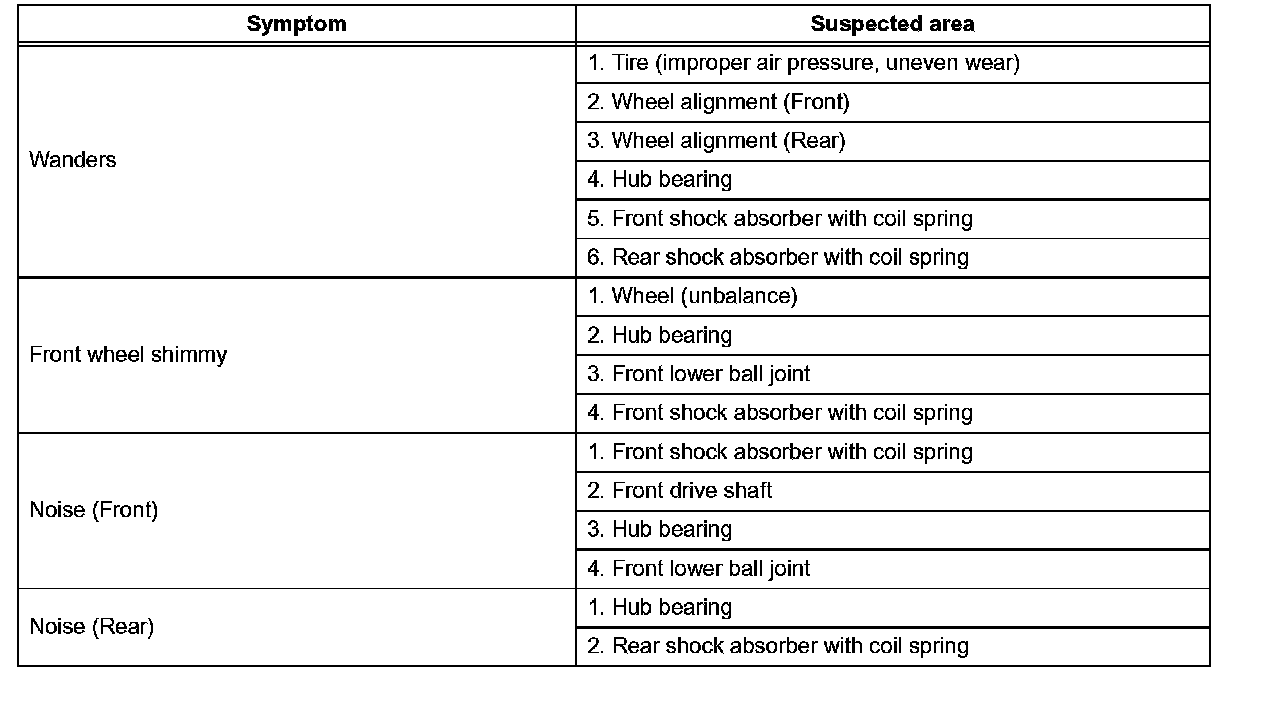 Symptom
Suspected area
Wanders
1. Tire (improper air pressure, uneven wear)
2. Wheel alignment (Front)
3. Wheel alignment (Rear)
4. Hub bearing
5. Front shock absorber with coil spring
6. Rear shock absorber with coil spring
Front wheel shimmy
1. Wheel (unbalance)
2. Hub bearing
3. Front lower ball joint
4. Front shock absorber with coil spring
Noise (Front)
1. Front shock absorber with coil spring
2. Front drive shaft
3. Hub bearing
4. Front lower ball joint
Noise (Rear)
1. Hub bearing
2. Rear shock absorber with coil spring